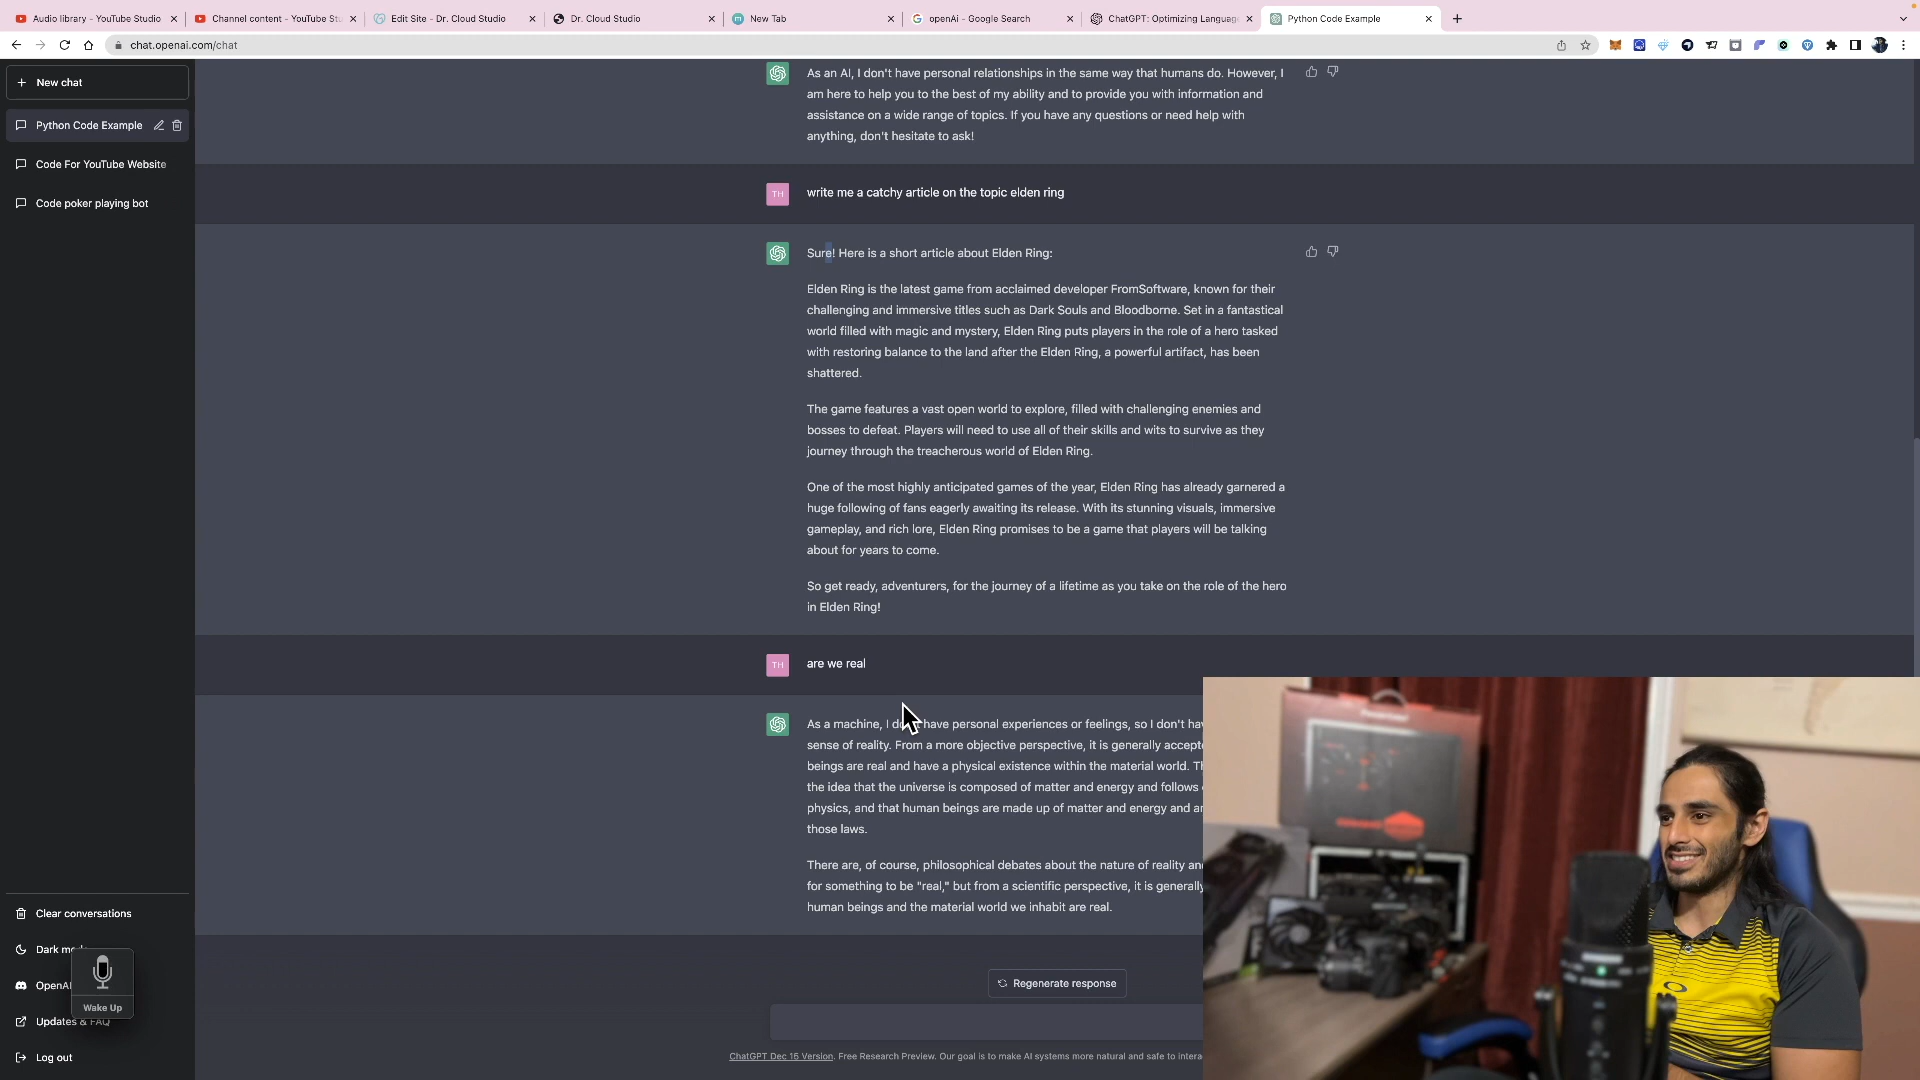 Audio library - YouTube Studio
Channel content - YouTube St
Edit Site - Dr. Cloud Studio
Dr. Cloud Studio
New Tab
openAi - Google Search
ChatGPT: Optimizing Language
Python Code Example
chat.openai.com/chat
New chat
Python Code Example
Code For YouTube Website
Code poker playing bot
As an AI, I don't have personal relationships in the same way that humans do. However, I
am here to help you to the best of my ability and to provide you with information and
assistance on a wide range of topics. If you have any questions or need help with
anything, don't hesitate to ask!
TH
write me a catchy article on the topic elden ring
Sure! Here is a short article about Elden Ring:
Elden Ring is the latest game from acclaimed developer FromSoftware, known for their
challenging and immersive titles such as Dark Souls and Bloodborne. Set in a fantastical
world filled with magic and mystery, Elden Ring puts players in the role of a hero tasked
with restoring balance to the land after the Elden Ring, a powerful artifact, has been
shattered.
The game features a vast open world to explore, filled with challenging enemies and
bosses to defeat. Players will need to use all of their skills and wits to survive as they
journey through the treacherous world of Elden Ring.
One of the most highly anticipated games of the year, Elden Ring has already garnered a
huge following of fans eagerly awaiting its release. With its stunning visuals, immersive
gameplay, and rich lore, Elden Ring promises to be a game that players will be talking
about for years to come.
So get ready, adventurers, for the journey of a lifetime as you take on the role of the hero
in Elden Ring!
TH
are we real
As a machine, I don't have personal experiences or feelings, so I don't hav
sense of reality. From a more objective perspective, it is generally accept
beings are real and have a physical existence within the material world. Th
the idea that the universe is composed of matter and energy and follows
physics, and that human beings are made up of matter and energy and ar
those laws.
There are, of course, philosophical debates about the nature of reality and
for something to be "real," but from a scientific perspective, it is generally
human beings and the material world we inhabit are real.
Clear conversations
Dark mo
OpenAI
Wake Up
Updates & FAQ
Log out
Regenerate response
ChatGPT Dec 15 Version. Free Research Preview. Our goal is to make AI systems more natural and safe to intera